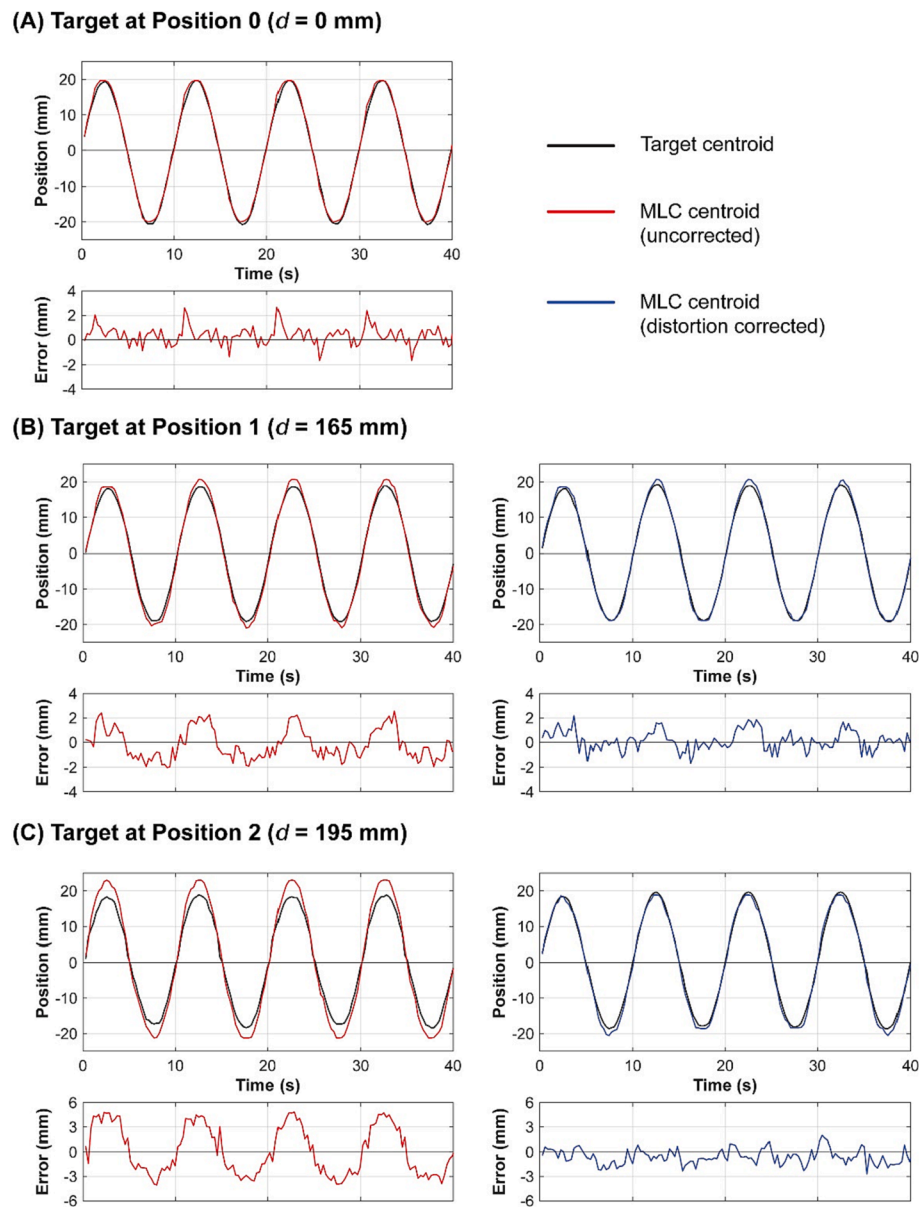 (A) Target at Position 0 (d = 0 mm)
Position (mm)
20
10
0
-10
-20
0 10 20 30 40
Time (s)
Error (mm)
4
2
0
-2
-4
Target centroid
MLC centroid
(uncorrected)
MLC centroid
(distortion corrected)
(B) Target at Position 1 (d = 165 mm)
Position (mm)
20
10
0
-10
-20
0 10 20 30 40
Time (s)
Error (mm)
4
2
0
-2
-4
Position (mm)
20
10
0
-10
-20
0 10 20 30 40
Time (s)
Error (mm)
4
2
0
-2
-4
(C) Target at Position 2 (d = 195 mm)
Position (mm)
20
10
0
-10
-20
0 10 20 30 40
Time (s)
Error (mm)
6
3
0
-3
-6
Position (mm)
20
10
0
-10
-20
0 10 20 30 40
Time (s)
Error (mm)
6
3
0
-3
-6